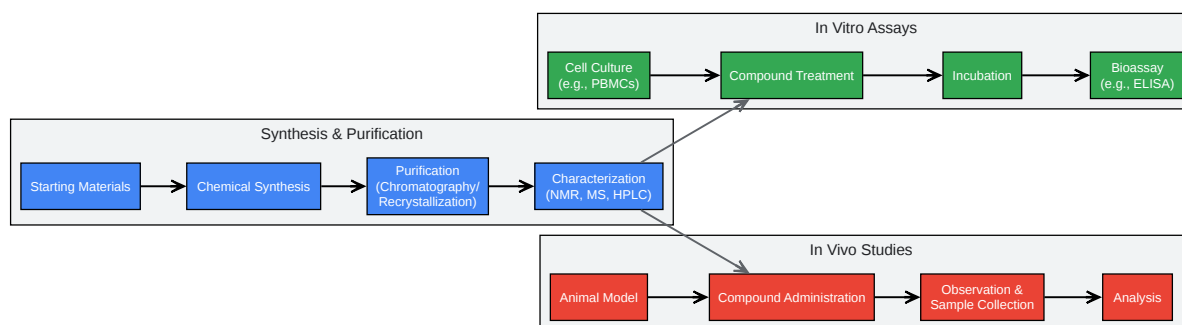 In Vitro Assays
Cell Culture
(e.g., PBMCs)
Compound Treatment
Incubation
Bioassay
(e.g., ELISA)
Synthesis & Purification
Starting Materials
Chemical Synthesis
Purification
(Chromatography/
Recrystallization)
Characterization
(NMR, MS, HPLC)
In Vivo Studies
Animal Model
Compound Administration
Observation &
Sample Collection
Analysis